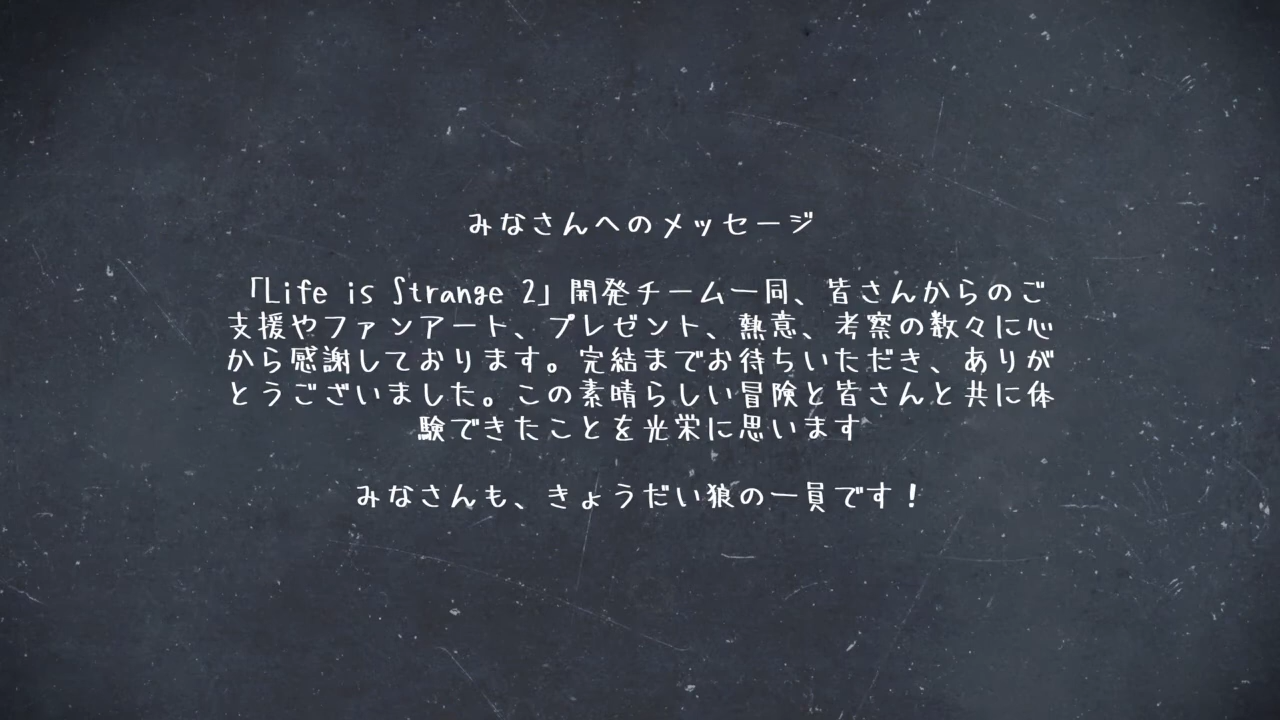 みなさんへのメッセージ
「Life is Strange 2」開発チーム一同、皆さんからのご
支援やファンアート、プレゼント、熱意、考察の数々に心
から感謝しております。完結までお待ちいただき、ありが
とうございました。この素晴らしい冒険と皆さんと共に体
験できたことを光栄に思います
みなさんも、きょうだい狼の一員です！